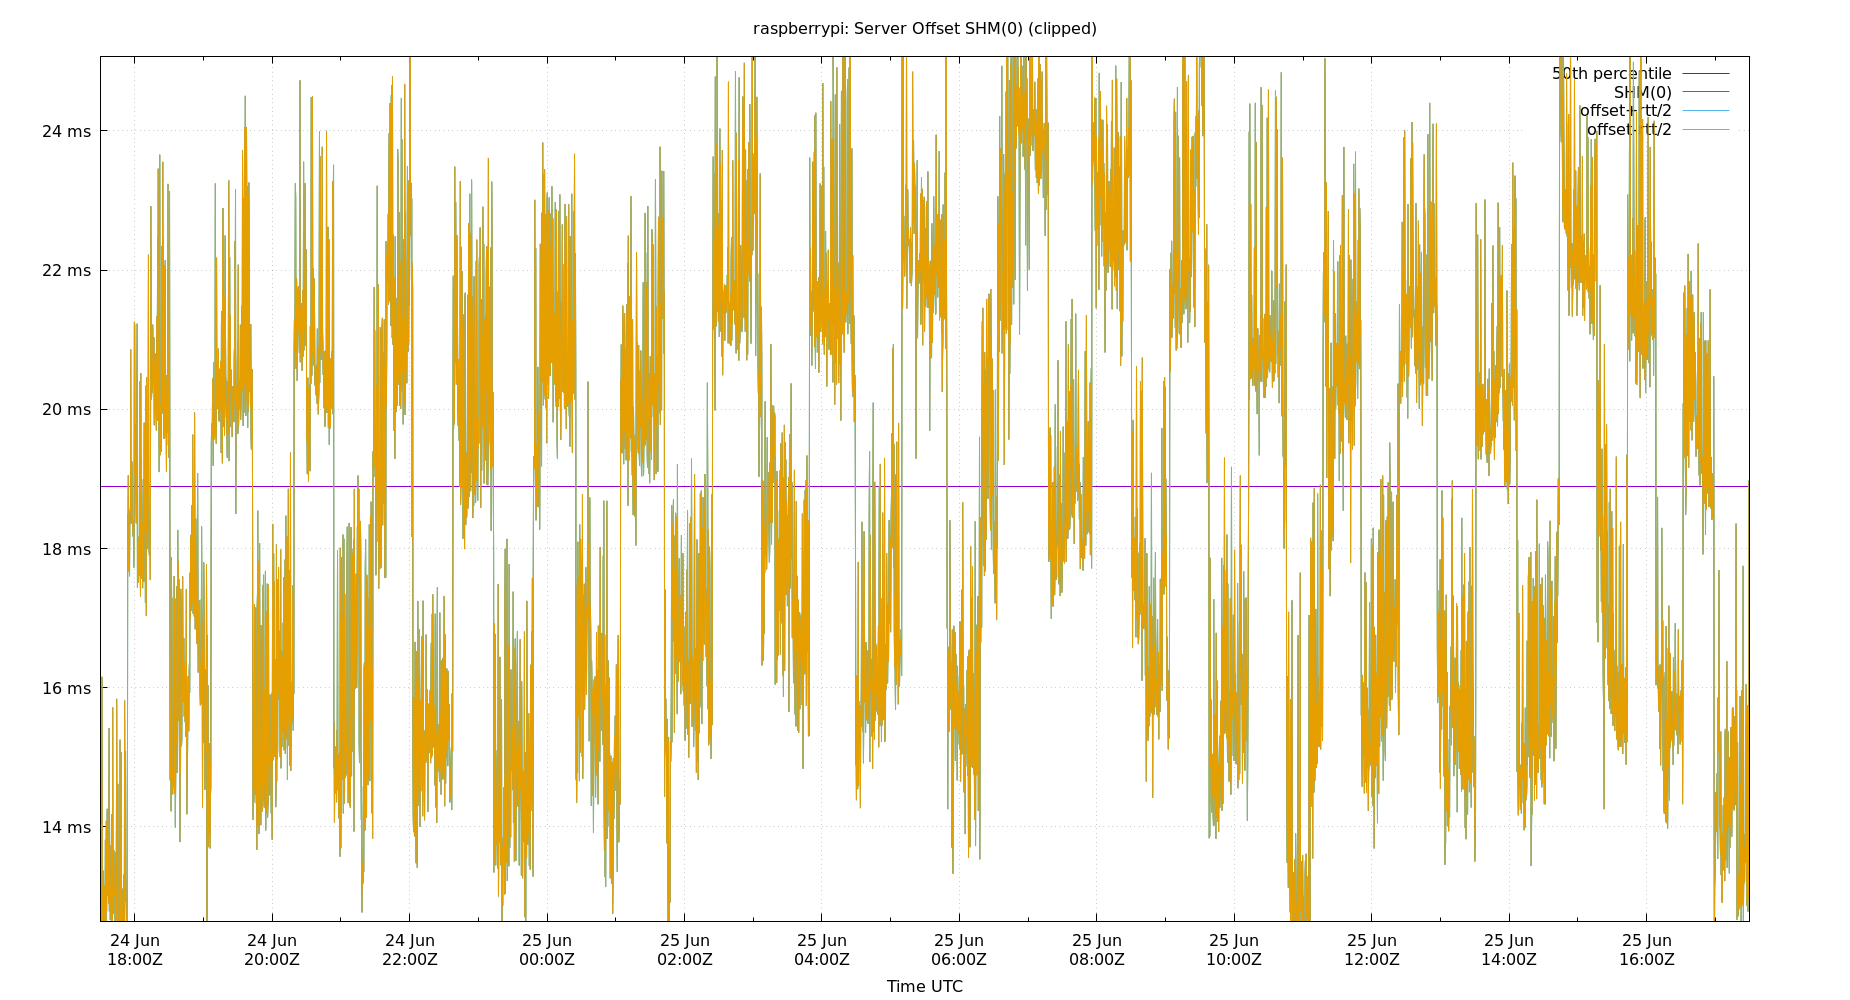 raspberrypi: Server Offset SHM(0) (clipped)
50th percentile
SHM(0)
offset+rtt/2
offset-rtt/2
24 ms
22 ms
20 ms
18 ms
16 ms
14 ms
24 Jun 24 Jun 24 Jun 25 Jun 25 Jun 25 Jun 25 Jun 25 Jun 25 Jun 25 Jun 25 Jun 25 Jun
18:00Z 20:00Z 22:00Z 00:00Z 02:00Z 04:00Z 06:00Z 08:00Z 10:00Z 12:00Z 14:00Z 16:00Z
Time UTC